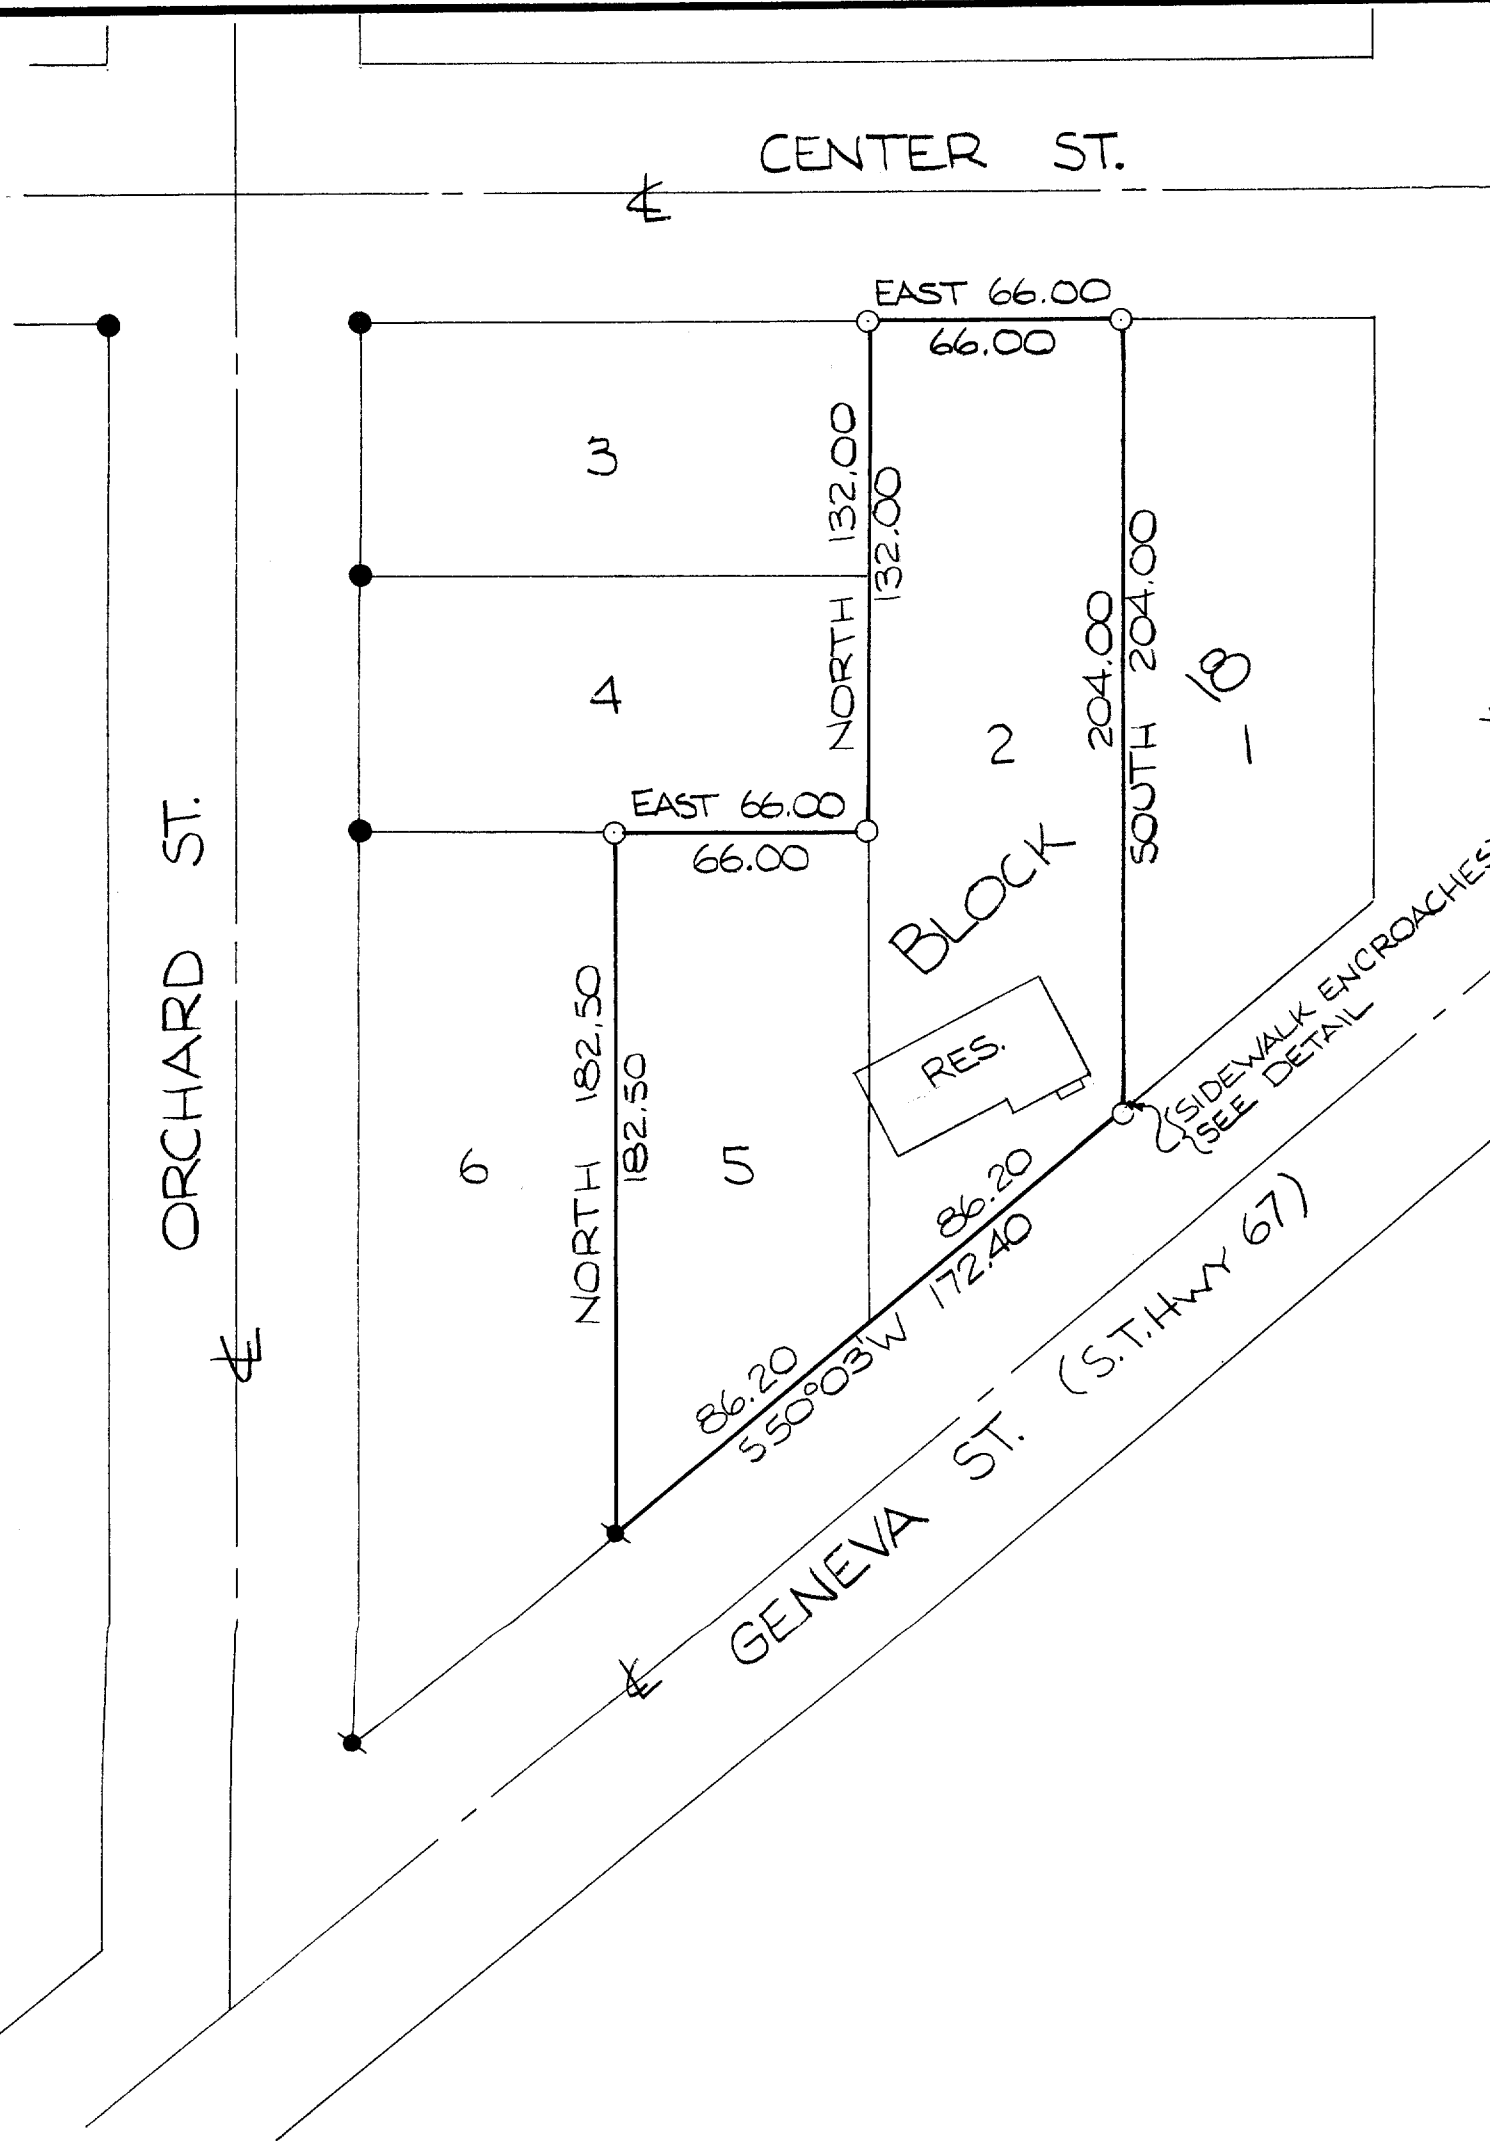 CENTER ST.
℄
EAST 66.00
66.00
3
NORTH 132.00
132.00
204.00
SOUTH 204.00
18
1
4
2
EAST 66.00
66.00
BLOCK
ORCHARD ST.
NORTH 182.50
182.50
RES.
SIDEWALK ENCROACHES
SEE DETAIL
6
5
86.20
172.40
86.20
S50°03'W
℄
GENEVA ST. (S.T.HWY 67)
℄